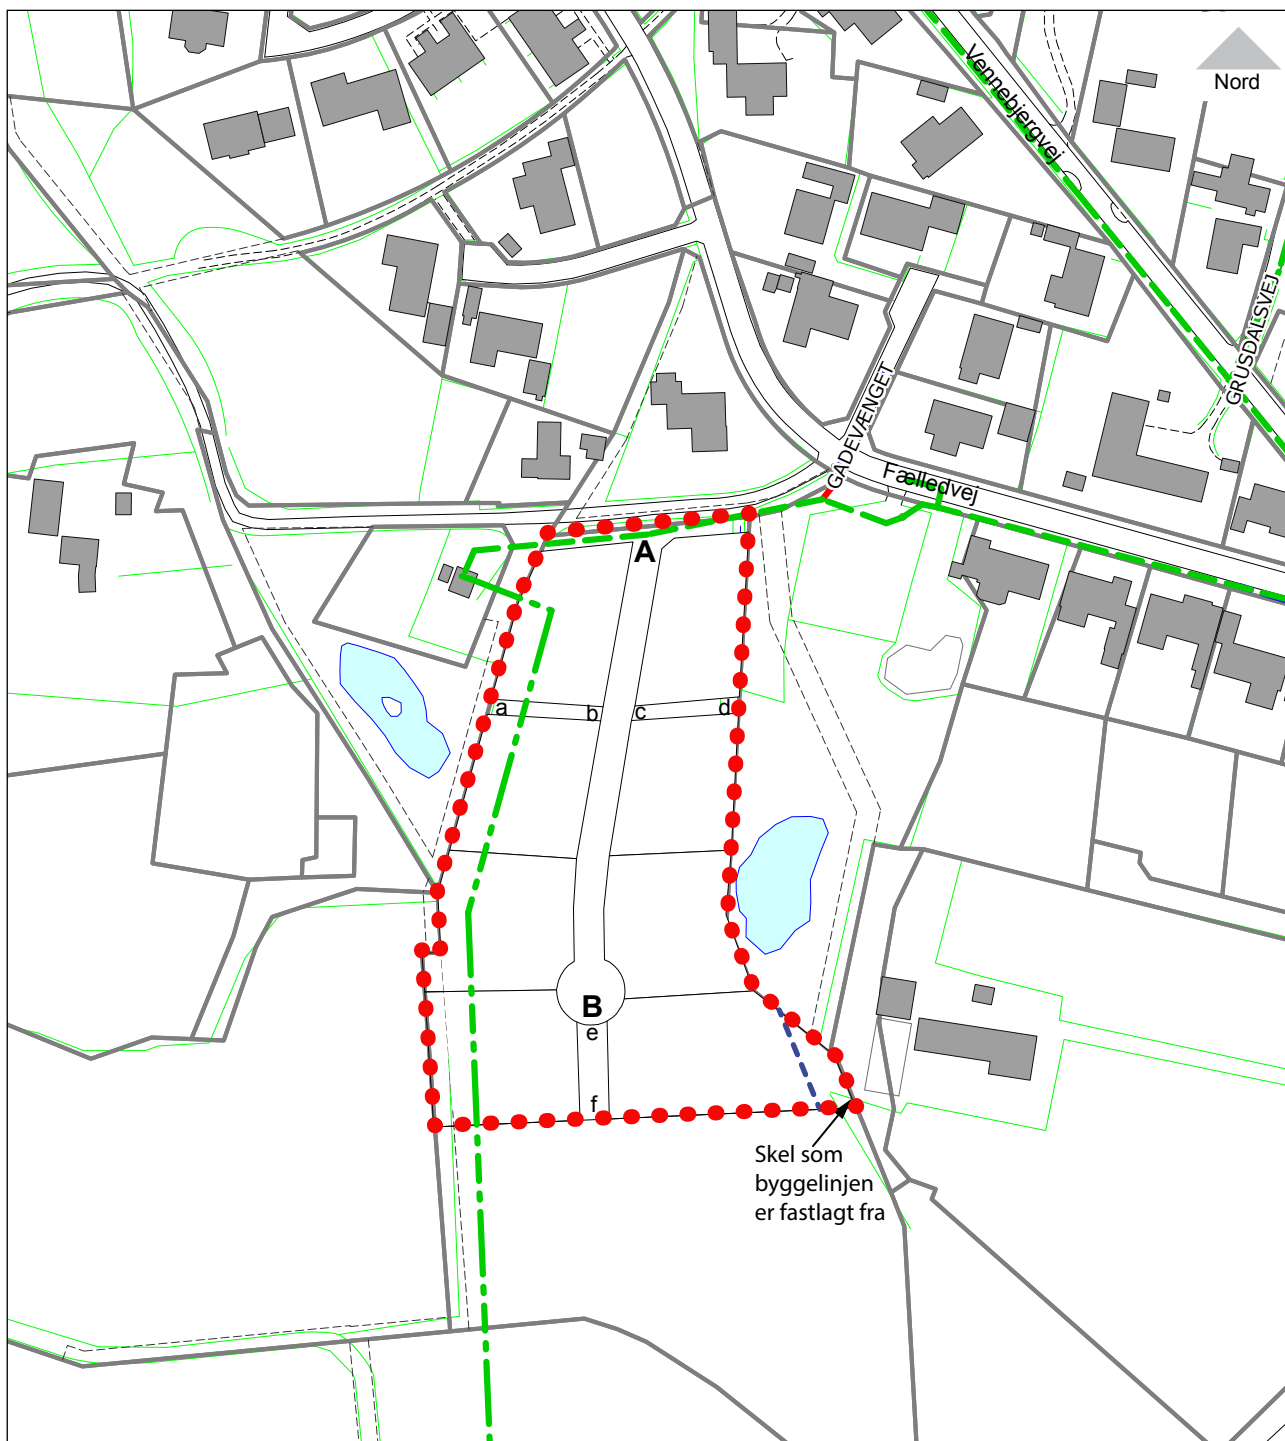 Nord
Vennebjergvej
GRUSDALSVEJ
GADEVÆNGET
Fælledvej
A
a
b
c
d
B
e
f
Skel som
byggelinjen
er fastlagt fra